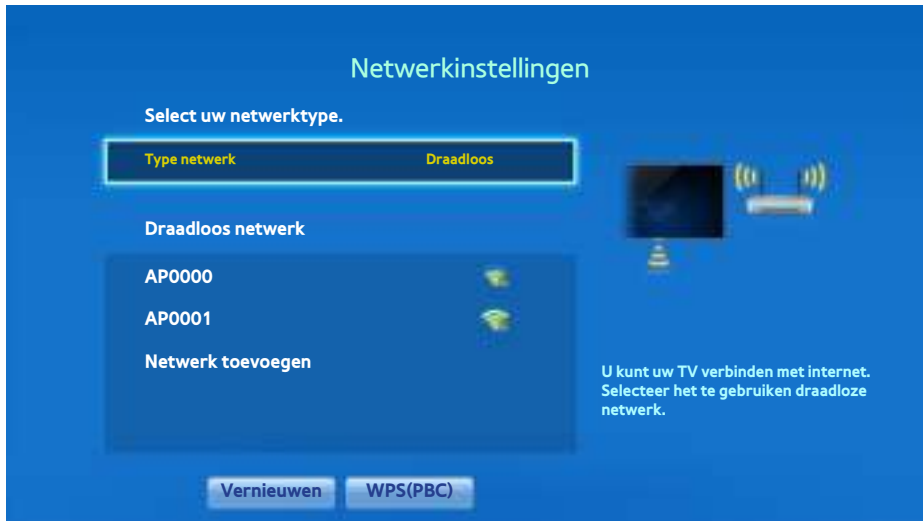 Netwerkinstellingen
Select uw netwerktype.
Type netwerk Draadloos
Draadloos netwerk
AP0000
AP0001
Netwerk toevoegen
U kunt uw TV verbinden met internet.
Selecteer het te gebruiken draadloze
netwerk.
Vernieuwen WPS(PBC)